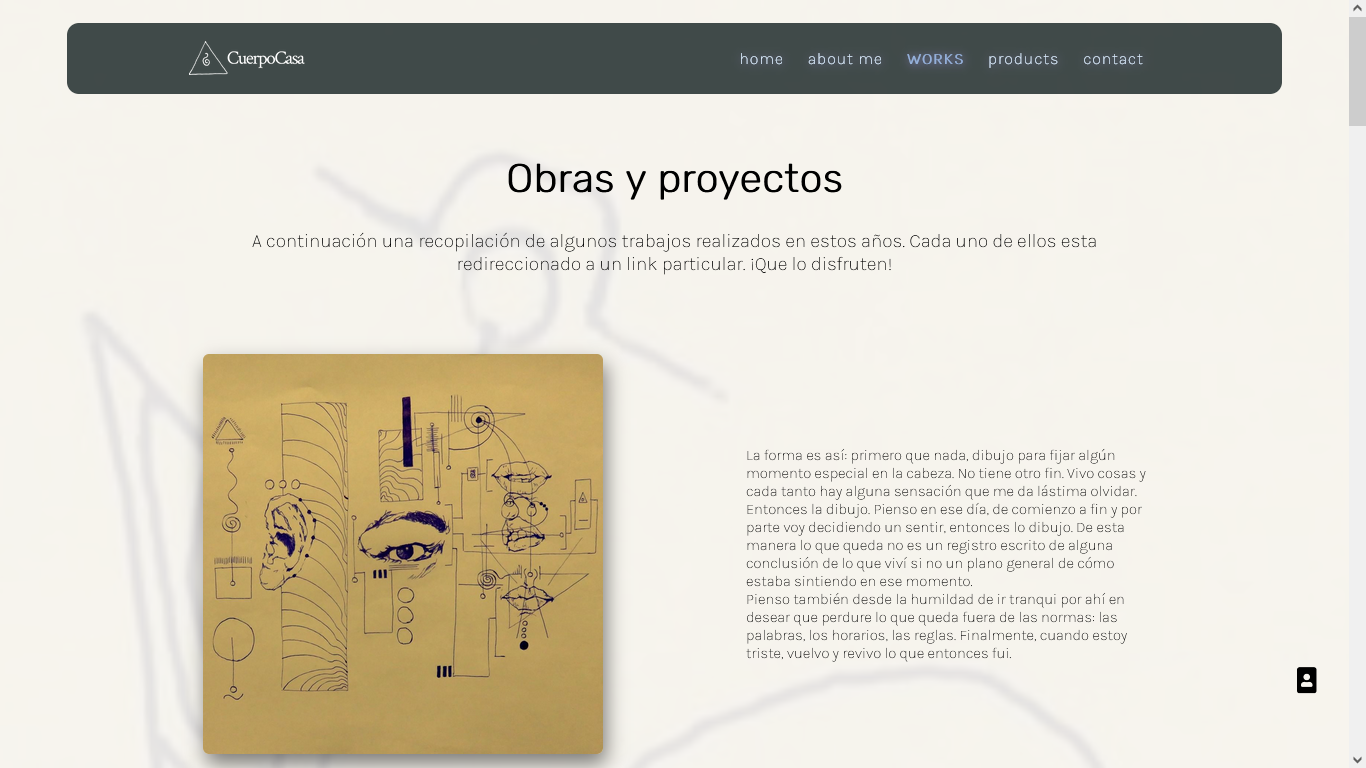 CuerpoCasa
home about me WORKS products contact
Obras y proyectos
A continuación una recopilación de algunos trabajos realizados en estos años. Cada uno de ellos esta
redireccionado a un link particular. ¡Que lo disfruten!
La forma es así: primero que nada, dibujo para fijar algún
momento especial en la cabeza. No tiene otro fin. Vivo cosas y
cada tanto hay alguna sensación que me da lástima olvidar.
Entonces la dibujo. Pienso en ese día, de comienzo a fin y por
parte voy decidiendo un sentir, entonces lo dibujo. De esta
manera lo que queda no es un registro escrito de alguna
conclusión de lo que viví si no un plano general de cómo
estaba sintiendo en ese momento.
Pienso también desde la humildad de ir tranqui por ahí en
desear que perdure lo que queda fuera de las normas: las
palabras, los horarios, las reglas. Finalmente, cuando estoy
triste, vuelvo y revivo lo que entonces fui.